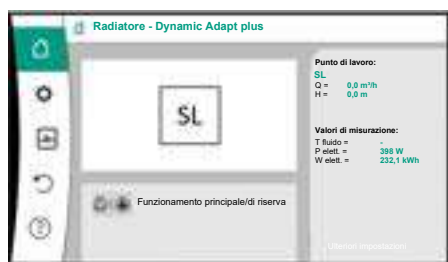 Radiatore - Dynamic Adapt plus
SL
Funzionamento principale/di riserva
Punto di lavoro:
SL
Q = 0,0 m³/h
H = 0,0 m
Valori di misurazione:
T fluido = -
P elett. = 398 W
W elett. = 232,1 kWh
Ulteriori impostazioni